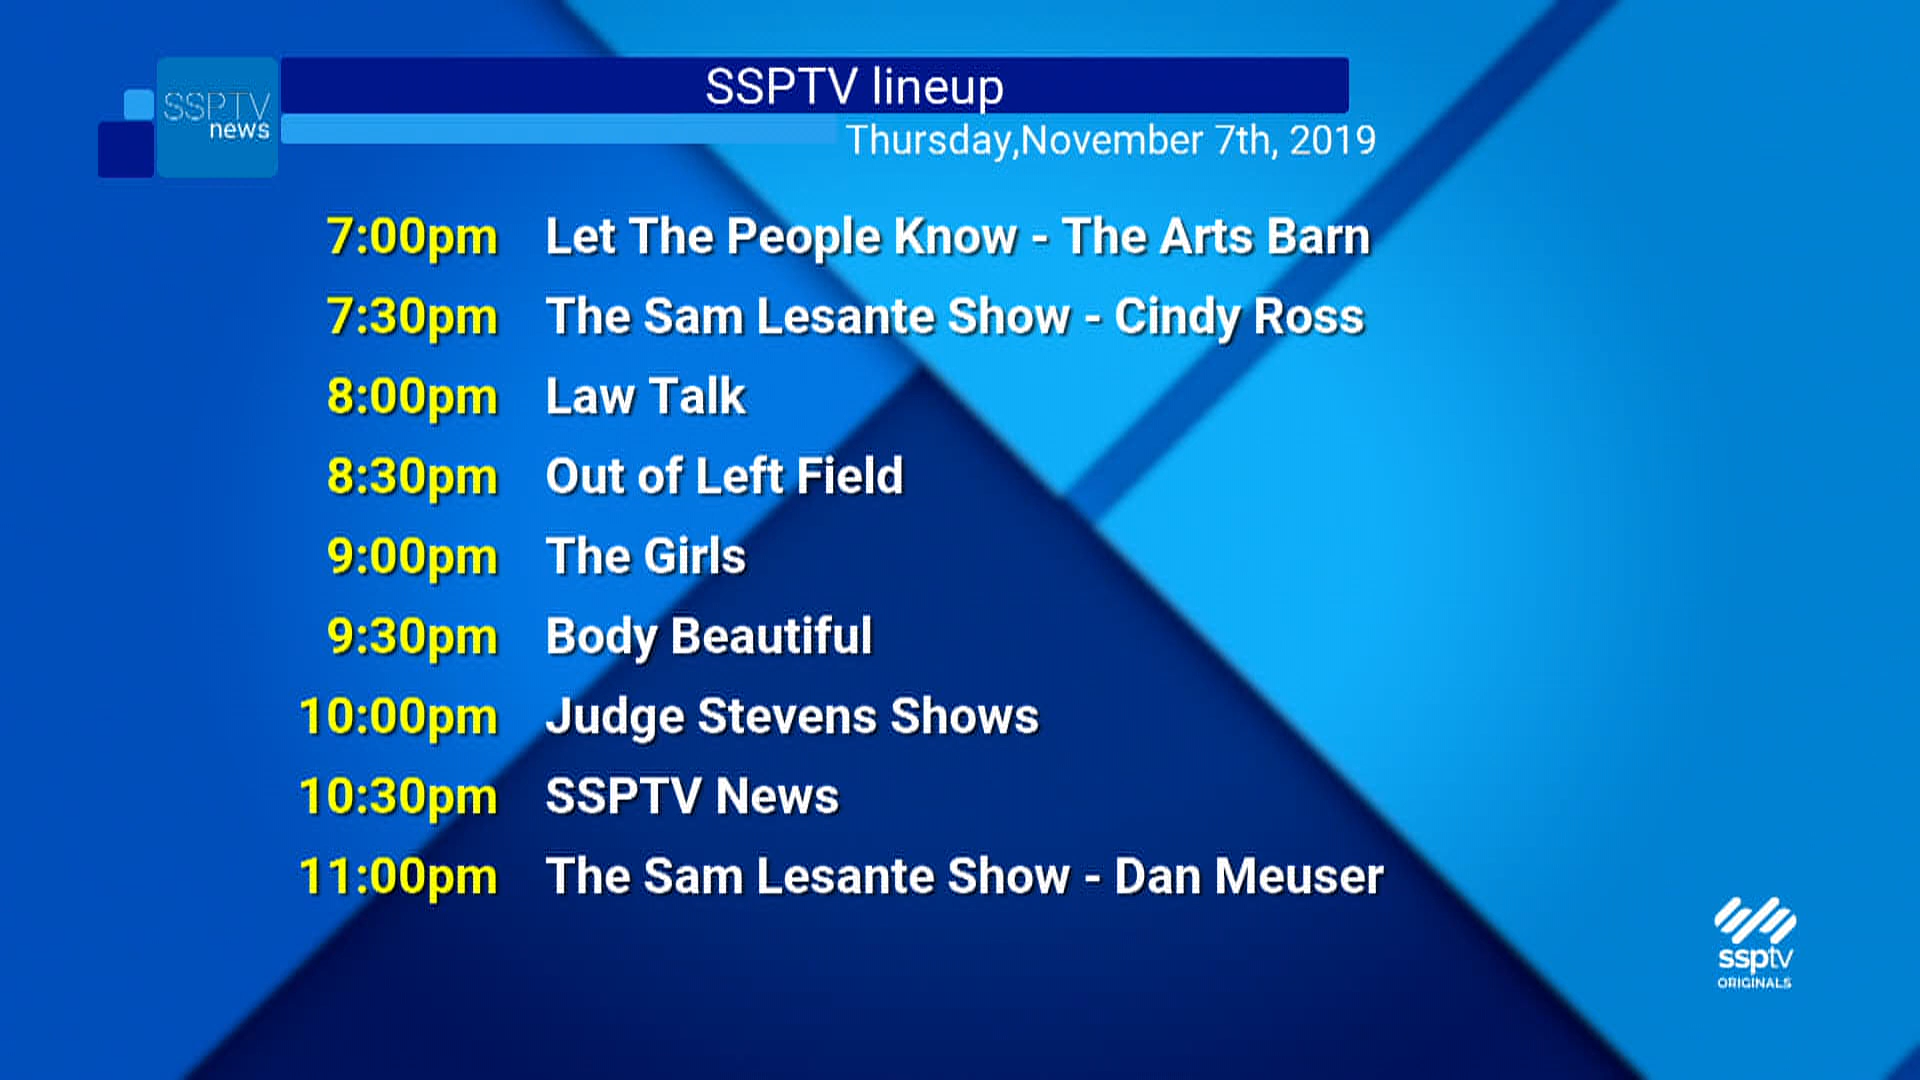 SSPTV lineup
SSPTV
news
Thursday,November 7th, 2019
7:00pm Let The People Know - The Arts Barn
7:30pm The Sam Lesante Show - Cindy Ross
8:00pm Law Talk
8:30pm Out of Left Field
9:00pm The Girls
9:30pm Body Beautiful
10:00pm Judge Stevens Shows
10:30pm SSPTV News
11:00pm The Sam Lesante Show - Dan Meuser
ssptv
ORIGINALS